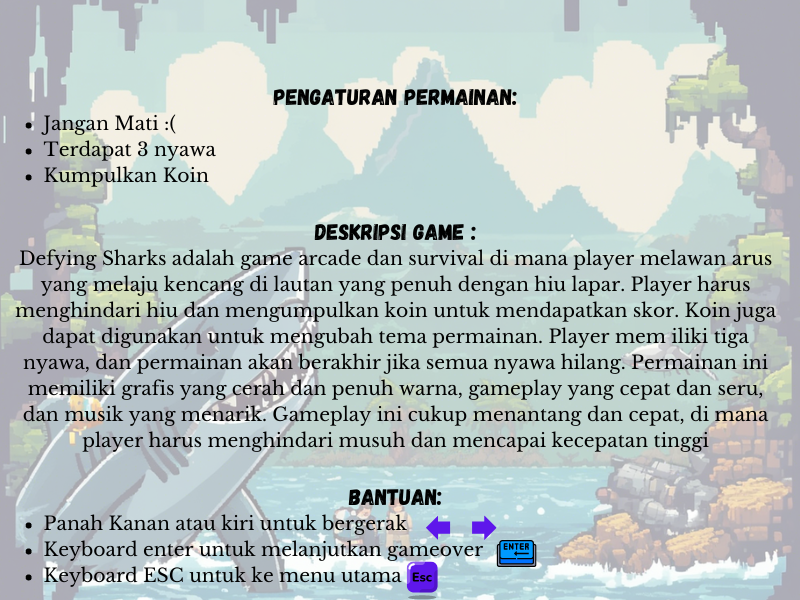 PENGATURAN PERMAINAN:
• Jangan Mati :(
• Terdapat 3 nyawa
• Kumpulkan Koin
DESKRIPSI GAME :
Defying Sharks adalah game arcade dan survival di mana player melawan arus
yang melaju kencang di lautan yang penuh dengan hiu lapar. Player harus
menghindari hiu dan mengumpulkan koin untuk mendapatkan skor. Koin juga
dapat digunakan untuk mengubah tema permainan. Player mem iliki tiga
nyawa, dan permainan akan berakhir jika semua nyawa hilang. Permainan ini
memiliki grafis yang cerah dan penuh warna, gameplay yang cepat dan seru,
dan musik yang menarik. Gameplay ini cukup menantang dan cepat, di mana
player harus menghindari musuh dan mencapai kecepatan tinggi
BANTUAN:
• Panah Kanan atau kiri untuk bergerak
• Keyboard enter untuk melanjutkan gameover ENTER
• Keyboard ESC untuk ke menu utama Esc